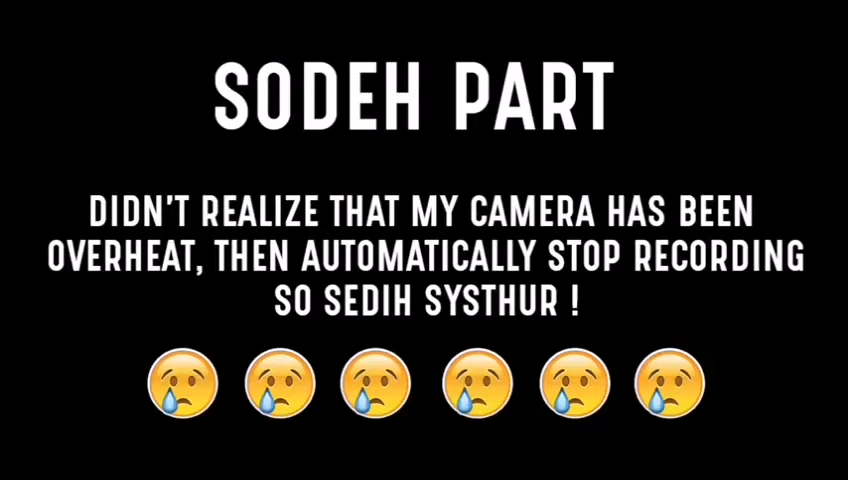 SODEH PART
DIDN'T REALIZE THAT MY CAMERA HAS BEEN
OVERHEAT, THEN AUTOMATICALLY STOP RECORDING
SO SEDIH SYSTHUR !